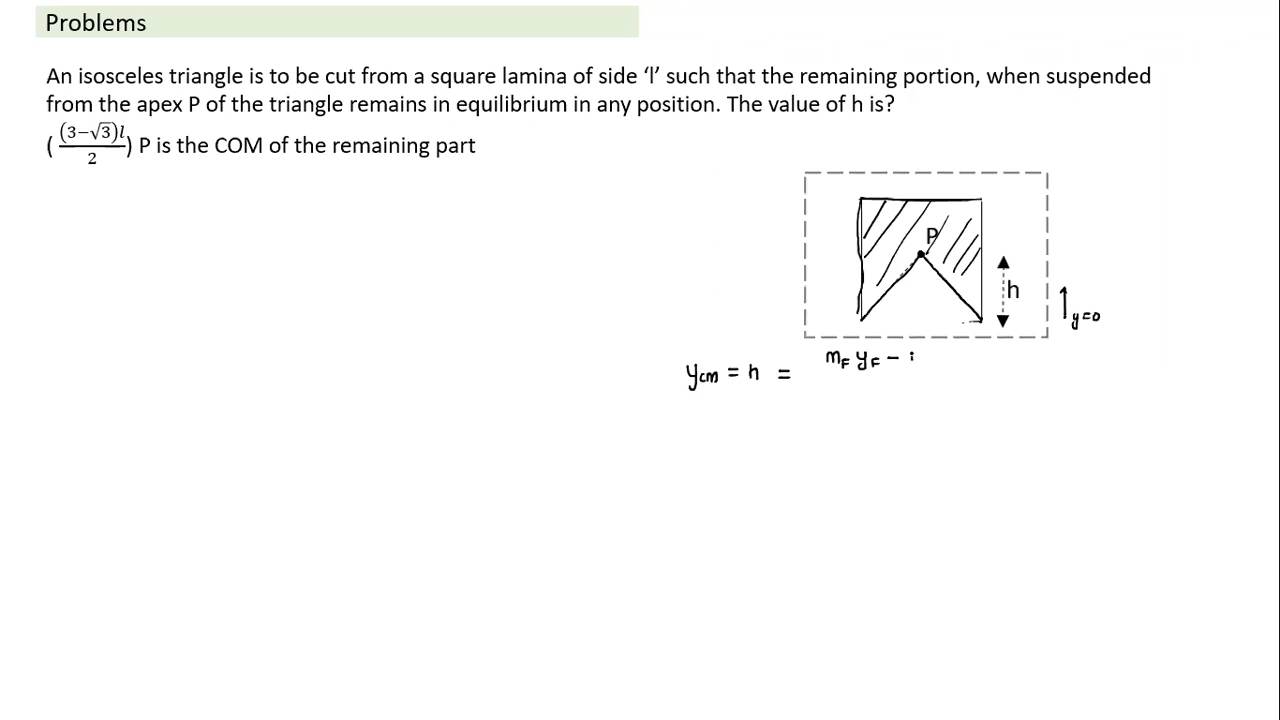 Problems
An isosceles triangle is to be cut from a square lamina of side ‘l’ such that the remaining portion, when suspended
from the apex P of the triangle remains in equilibrium in any position. The value of h is?
((3−√3)l/2) P is the COM of the remaining part
P
h
y=0
ycm = h = mF yF −